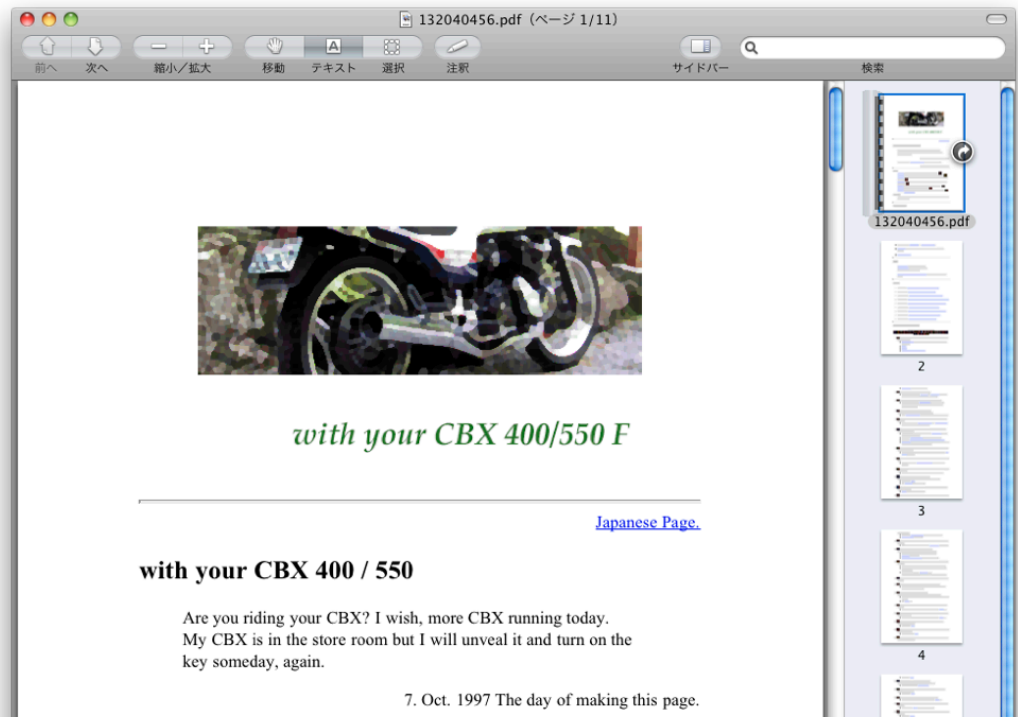 132040456.pdf（ページ 1/11）
前へ 次へ 縮小／拡大 移動 テキスト 選択 注釈 サイドバー 検索
with your CBX 400/550 F
Japanese Page.
with your CBX 400 / 550
Are you riding your CBX? I wish, more CBX running today.
My CBX is in the store room but I will unveal it and turn on the
key someday, again.
7. Oct. 1997 The day of making this page.
132040456.pdf
2
3
4